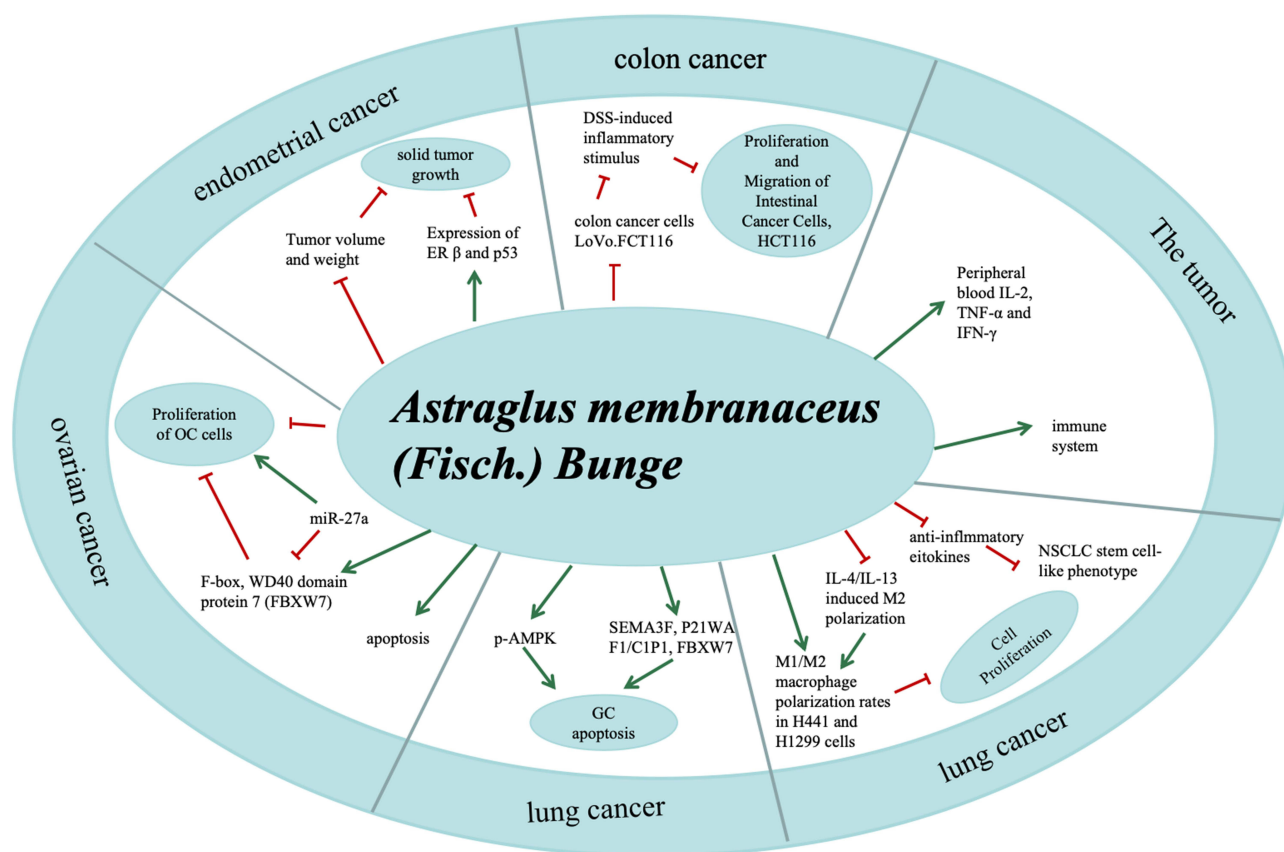 colon cancer
endometrial cancer
The tumor
ovarian cancer
lung cancer
lung cancer
Astraglus membranaceus
(Fisch.) Bunge
solid tumor
growth
Tumor volume
and weight
Expression of
ER β and p53
DSS-induced
inflammatory
stimulus
colon cancer cells
LoVo.FCT116
Proliferation
and
Migration of
Intestinal
Cancer Cells,
HCT116
Peripheral
blood IL-2,
TNF-α and
IFN-γ
immune
system
Proliferation
of OC cells
miR-27a
F-box, WD40 domain
protein 7 (FBXW7)
apoptosis
p-AMPK
SEMA3F, P21WA
F1/C1P1, FBXW7
GC
apoptosis
anti-inflmmatory
eitokines
NSCLC stem cell-
like phenotype
IL-4/IL-13
induced M2
polarization
M1/M2
macrophage
polarization rates
in H441 and
H1299 cells
Cell
Proliferation